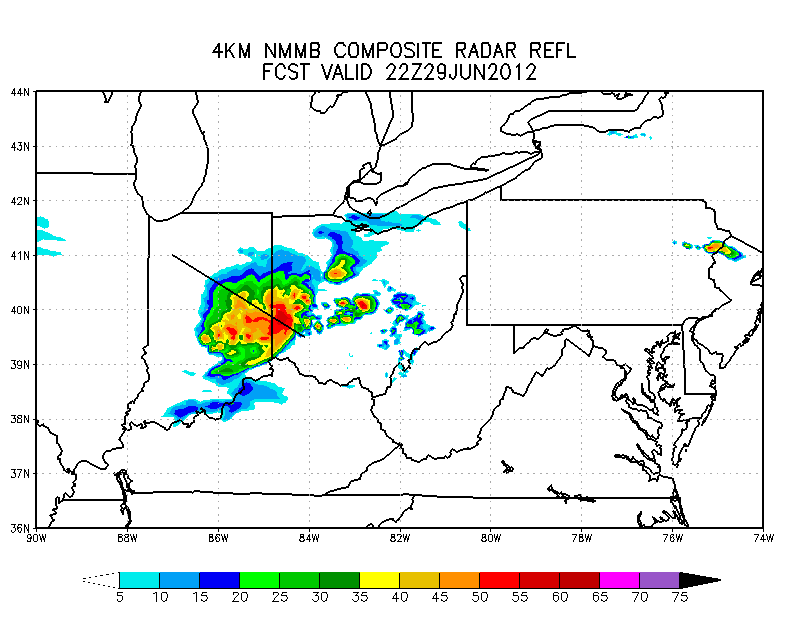 4KM NMMB COMPOSITE RADAR REFL
FCST VALID 22Z29JUN2012
44N
43N
42N
41N
40N
39N
38N
37N
36N
90W 88W 86W 84W 82W 80W 78W 76W 74W
5 10 15 20 25 30 35 40 45 50 55 60 65 70 75